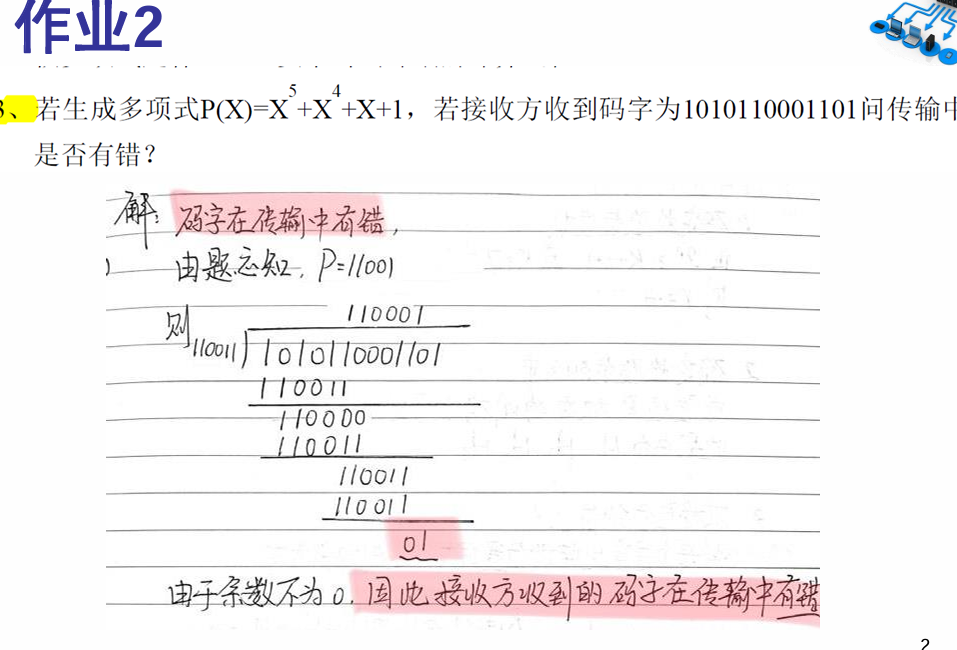 作业2
3、若生成多项式P(X)=X⁵+X⁴+X+1，若接收方收到码字为1010110001101问传输中
是否有错？
解: 码字在传输中有错,
由题意知, P=11001
110001
则 110011 1010110001101
110011
110000
110011
110011
110011
01
由于余数不为0. 因此接收方收到的码字在传输中有错
2